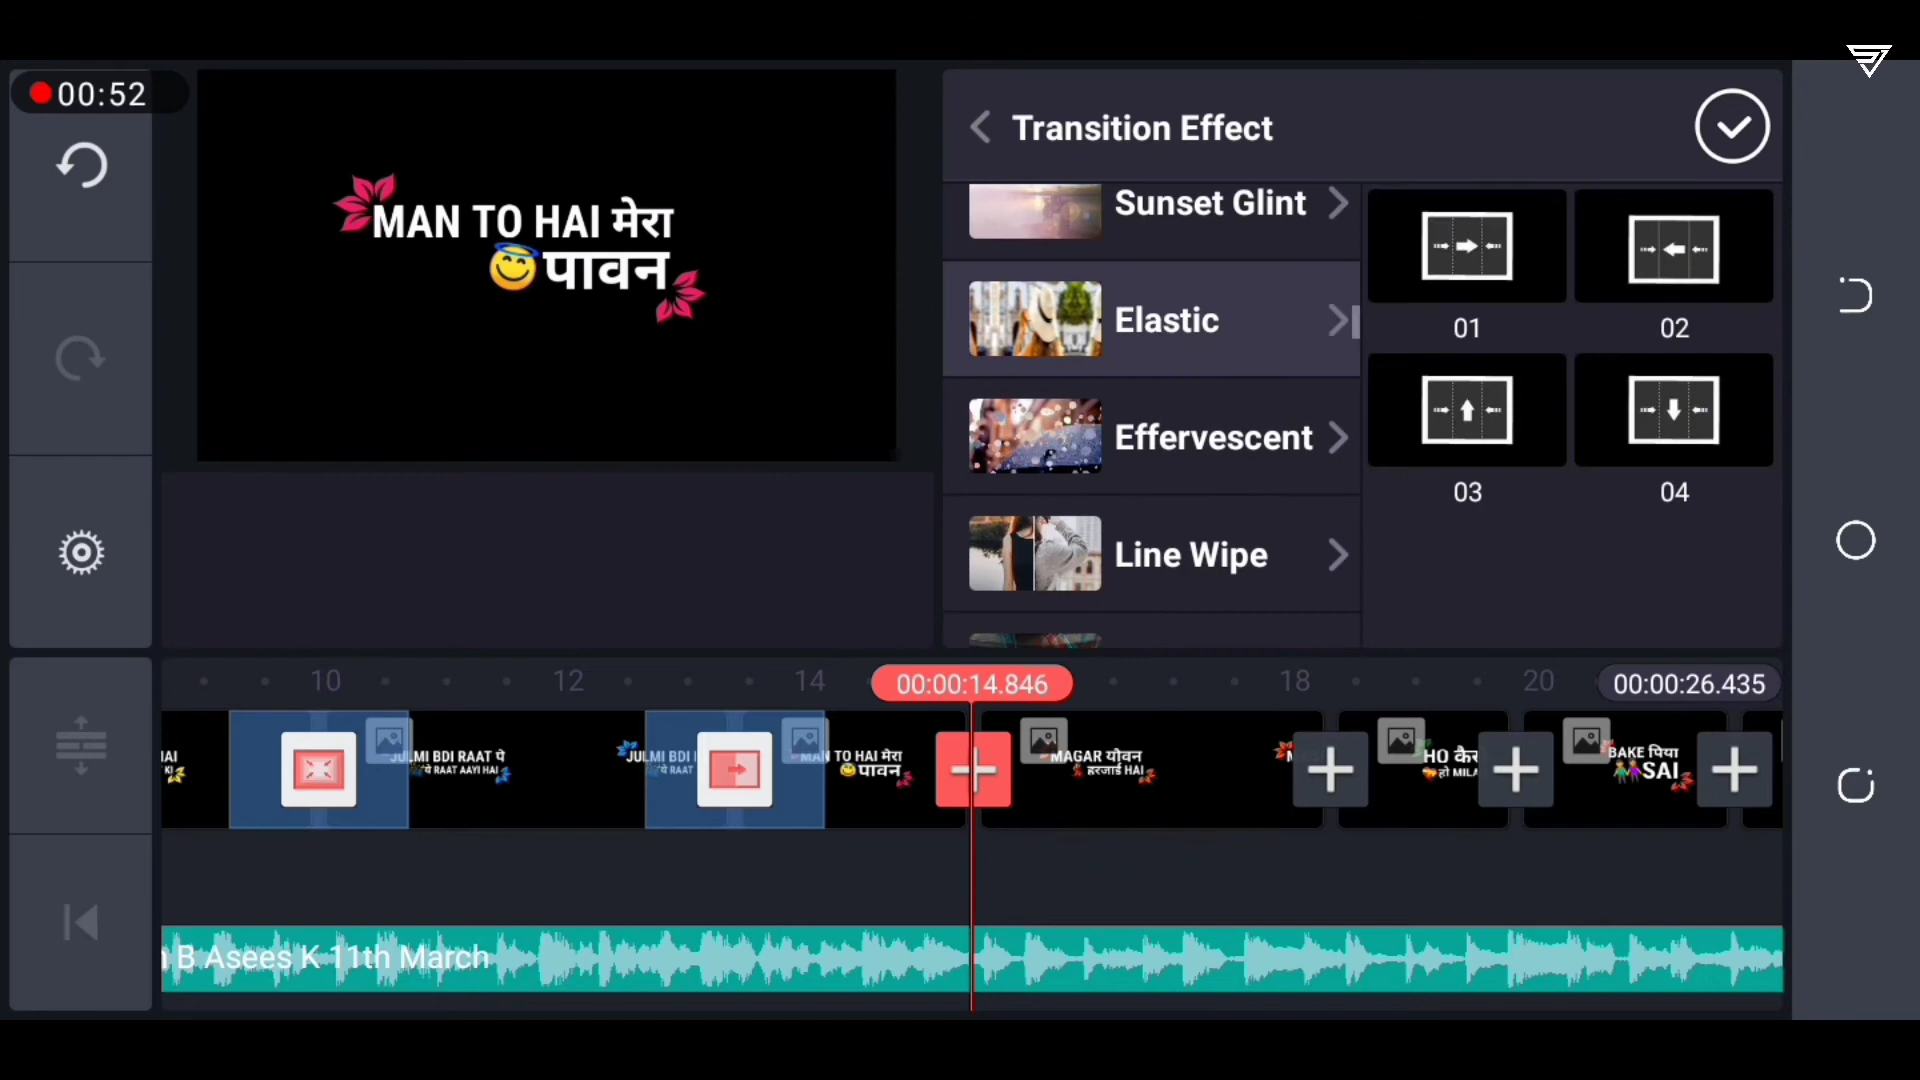 00:52
MAN TO HAI मेरा
पावन
Transition Effect
Sunset Glint
Elastic
Effervescent
Line Wipe
01
02
03
04
10
12
14
00:00:14.846
18
20
00:00:26.435
JULMI BDI RAAT पे
ये RAAT AAYI HAI
JULMI BDI
ये RAAT
MAN TO HAI मेरा
पावन
MAGAR यौवन
हरजाई HAI
HO कैस
हो MILA
BAKE पिया
SAI
B Asees K 11th March